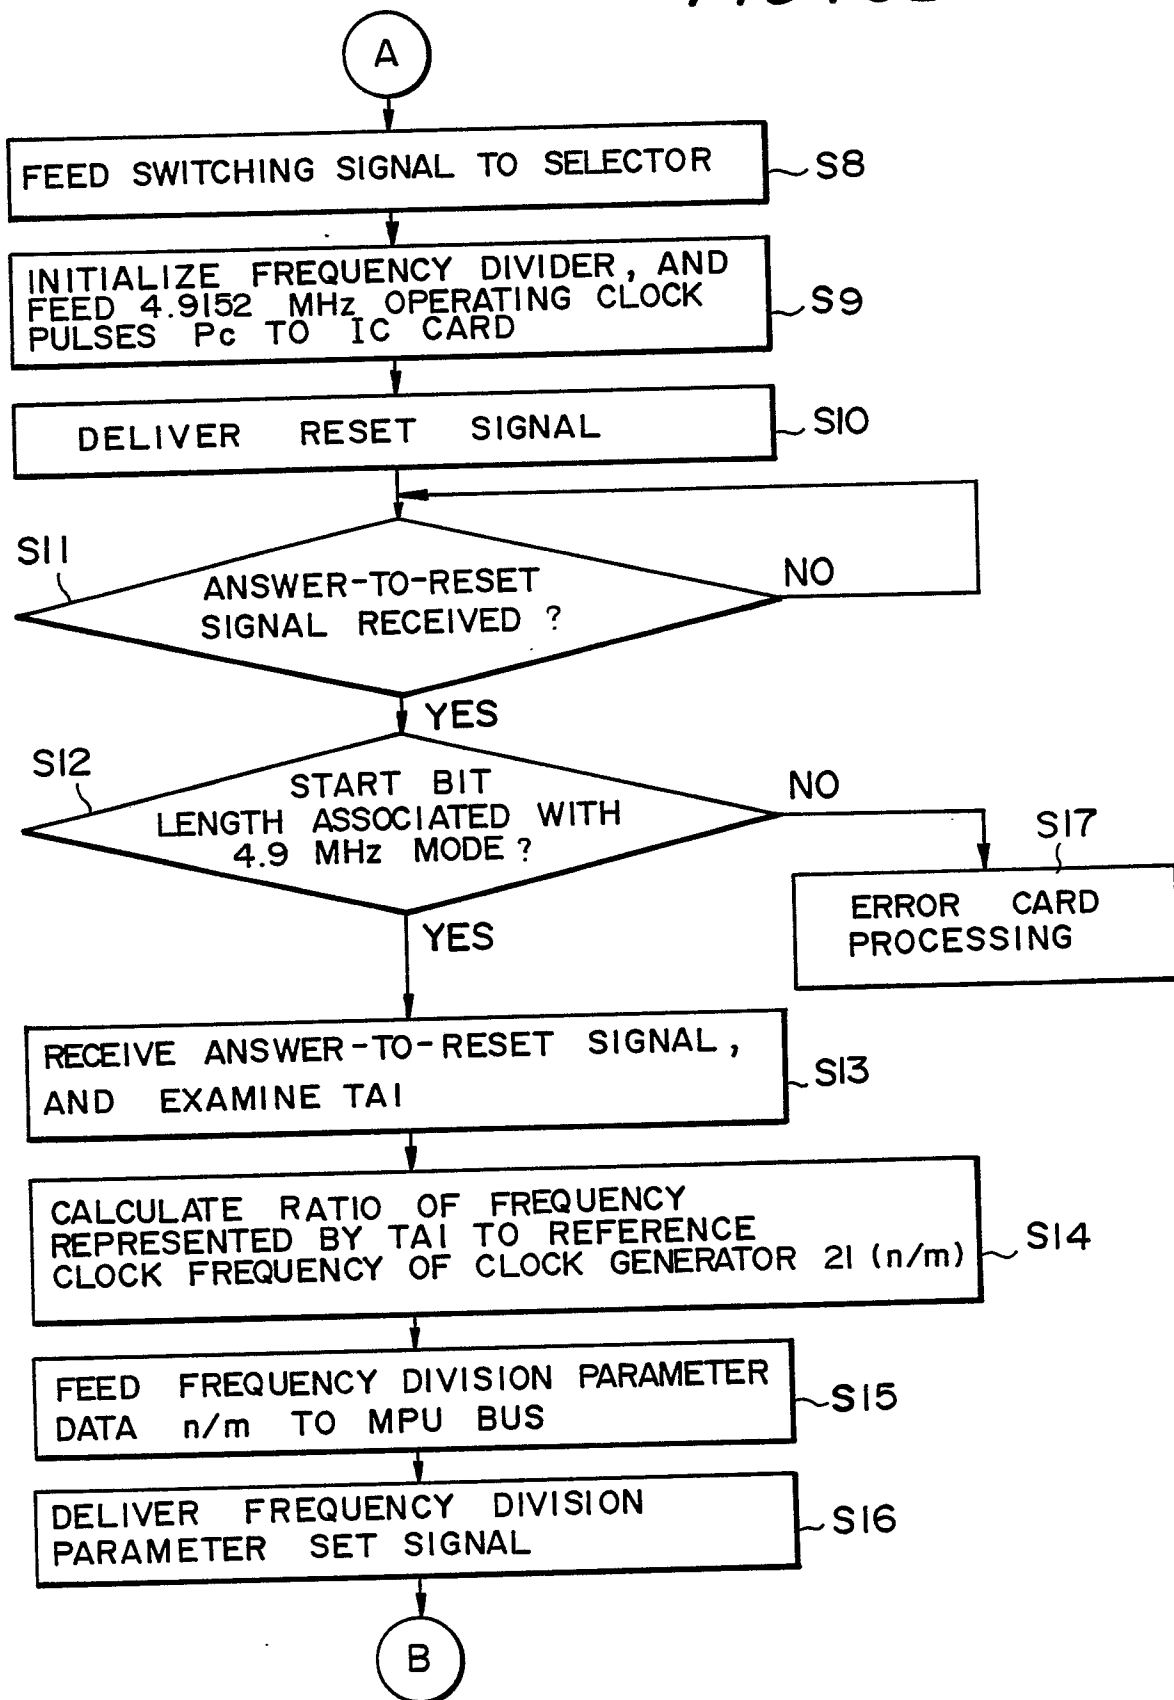 A
FEED SWITCHING SIGNAL TO SELECTOR
S8
INITIALIZE FREQUENCY DIVIDER, AND
FEED 4.9152 MHz OPERATING CLOCK
PULSES Pc TO IC CARD
S9
DELIVER RESET SIGNAL
S10
S11
ANSWER-TO-RESET
SIGNAL RECEIVED ?
NO
YES
S12
START BIT
LENGTH ASSOCIATED WITH
4.9 MHz MODE ?
NO
S17
ERROR CARD
PROCESSING
YES
RECEIVE ANSWER-TO-RESET SIGNAL,
AND EXAMINE TA1
S13
CALCULATE RATIO OF FREQUENCY
REPRESENTED BY TA1 TO REFERENCE
CLOCK FREQUENCY OF CLOCK GENERATOR 21 (n/m)
S14
FEED FREQUENCY DIVISION PARAMETER
DATA n/m TO MPU BUS
S15
DELIVER FREQUENCY DIVISION
PARAMETER SET SIGNAL
S16
B